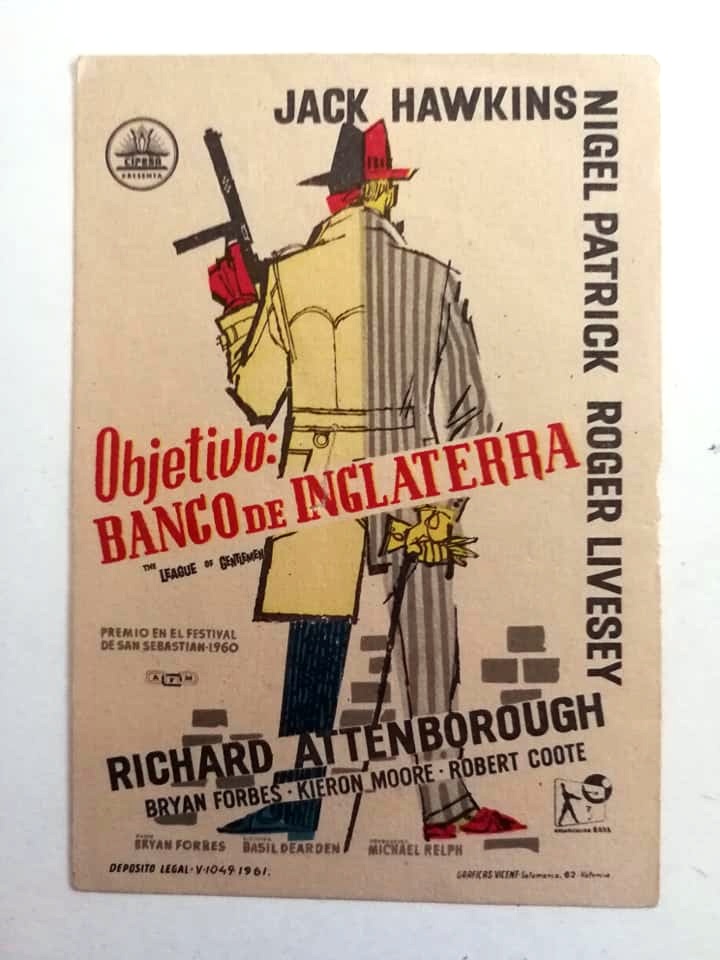 JACK HAWKINS
NIGEL PATRICK ROGER LIVESEY
CIPESA
PRESENTA
Objetivo:
BANCO DE INGLATERRA
THE LEAGUE OF GENTLEMEN
PREMIO EN EL FESTIVAL
DE SAN SEBASTIAN-1960
A F M
RICHARD ATTENBOROUGH
BRYAN FORBES · KIERON MOORE · ROBERT COOTE
BRYAN FORBES
BASIL DEARDEN
MICHAEL RELPH
DEPOSITO LEGAL-V-1049-1961.
GRAFICAS VICENT-Salamanca, 62-Valencia